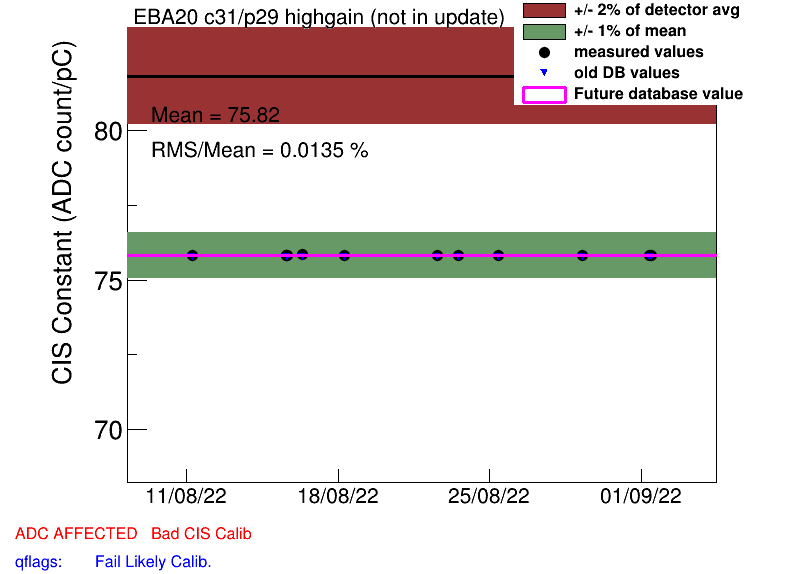 EBA20 c31/p29 highgain (not in update)
+/- 2% of detector avg
+/- 1% of mean
measured values
old DB values
Future database value
CIS Constant (ADC count/pC)
Mean = 75.82
RMS/Mean = 0.0135 %
80
75
70
11/08/22 18/08/22 25/08/22 01/09/22
ADC AFFECTED Bad CIS Calib
qflags: Fail Likely Calib.